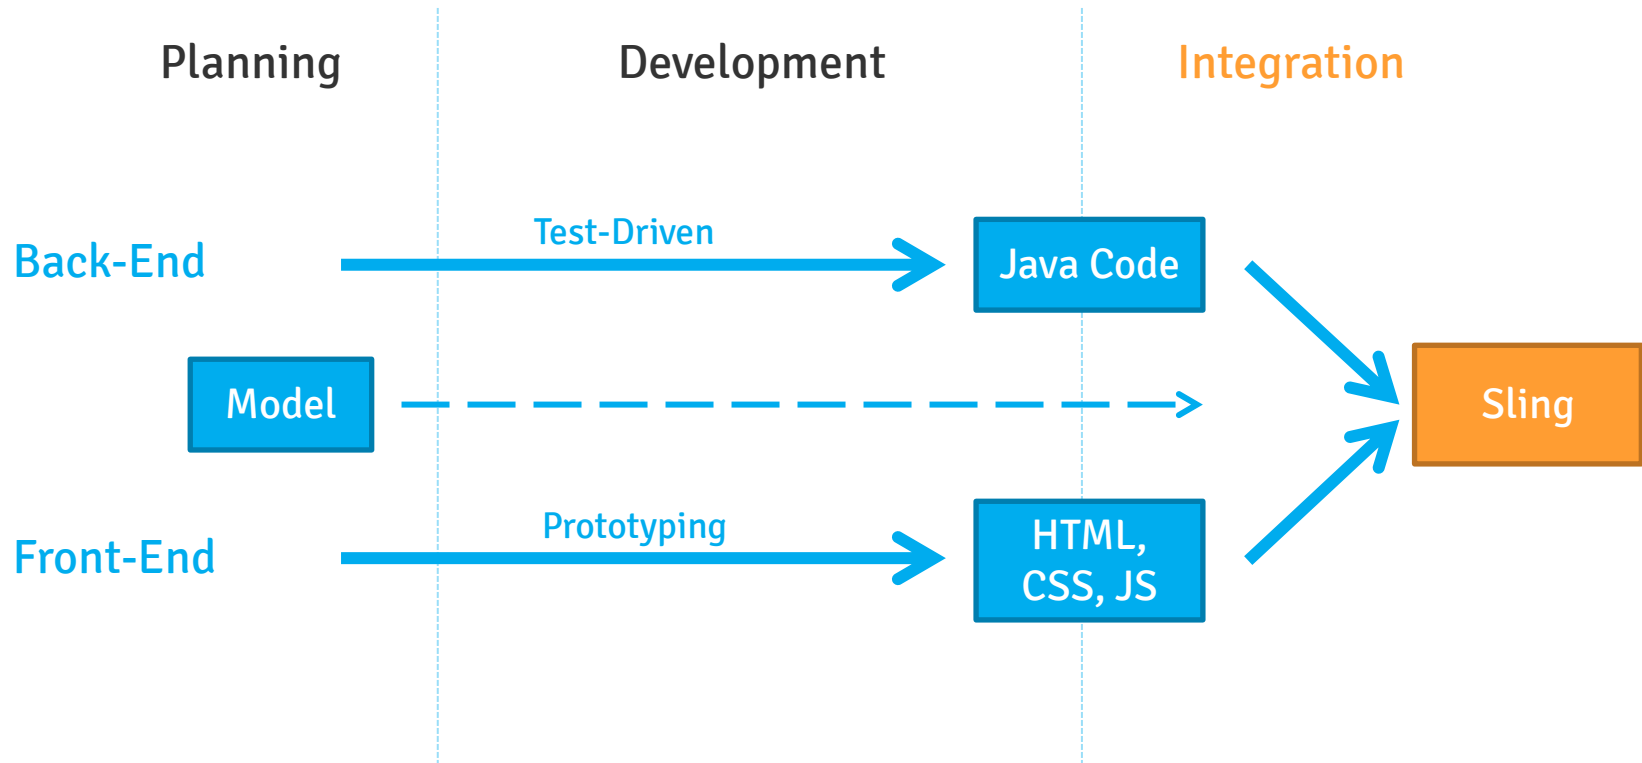 Planning
Development
Integration
Test-Driven
Back-End
Java Code
Model
Sling
Prototyping
Front-End
HTML,
CSS, JS